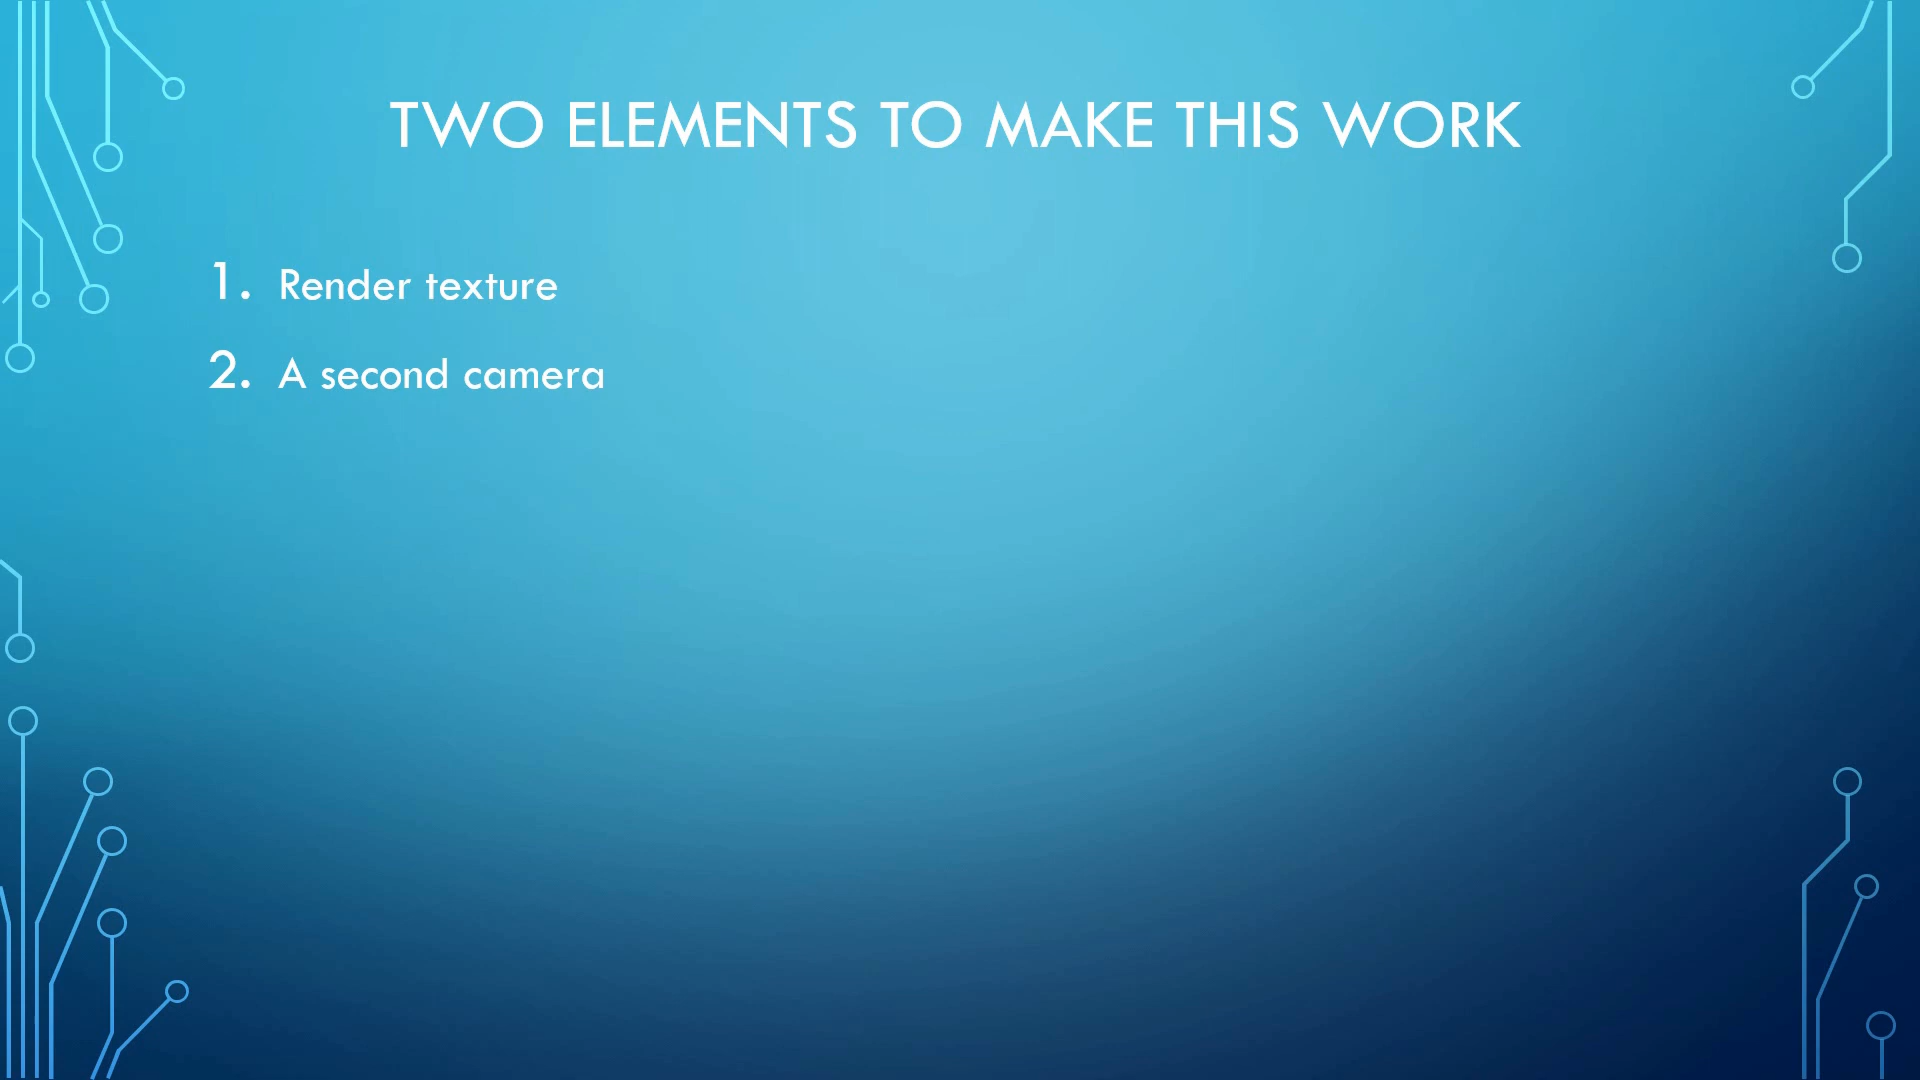 TWO ELEMENTS TO MAKE THIS WORK
1. Render texture
2. A second camera